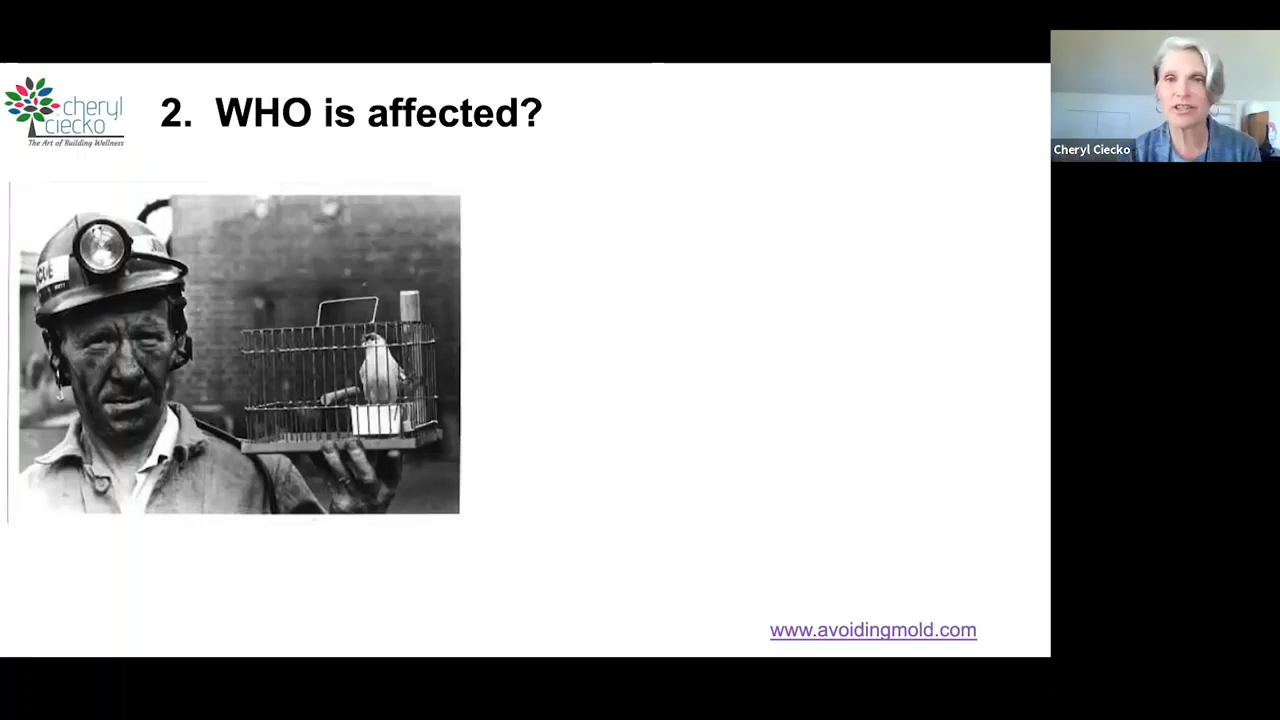 cheryl
ciecko
The Art of Building Wellness
2. WHO is affected?
Cheryl Ciecko
www.avoidingmold.com